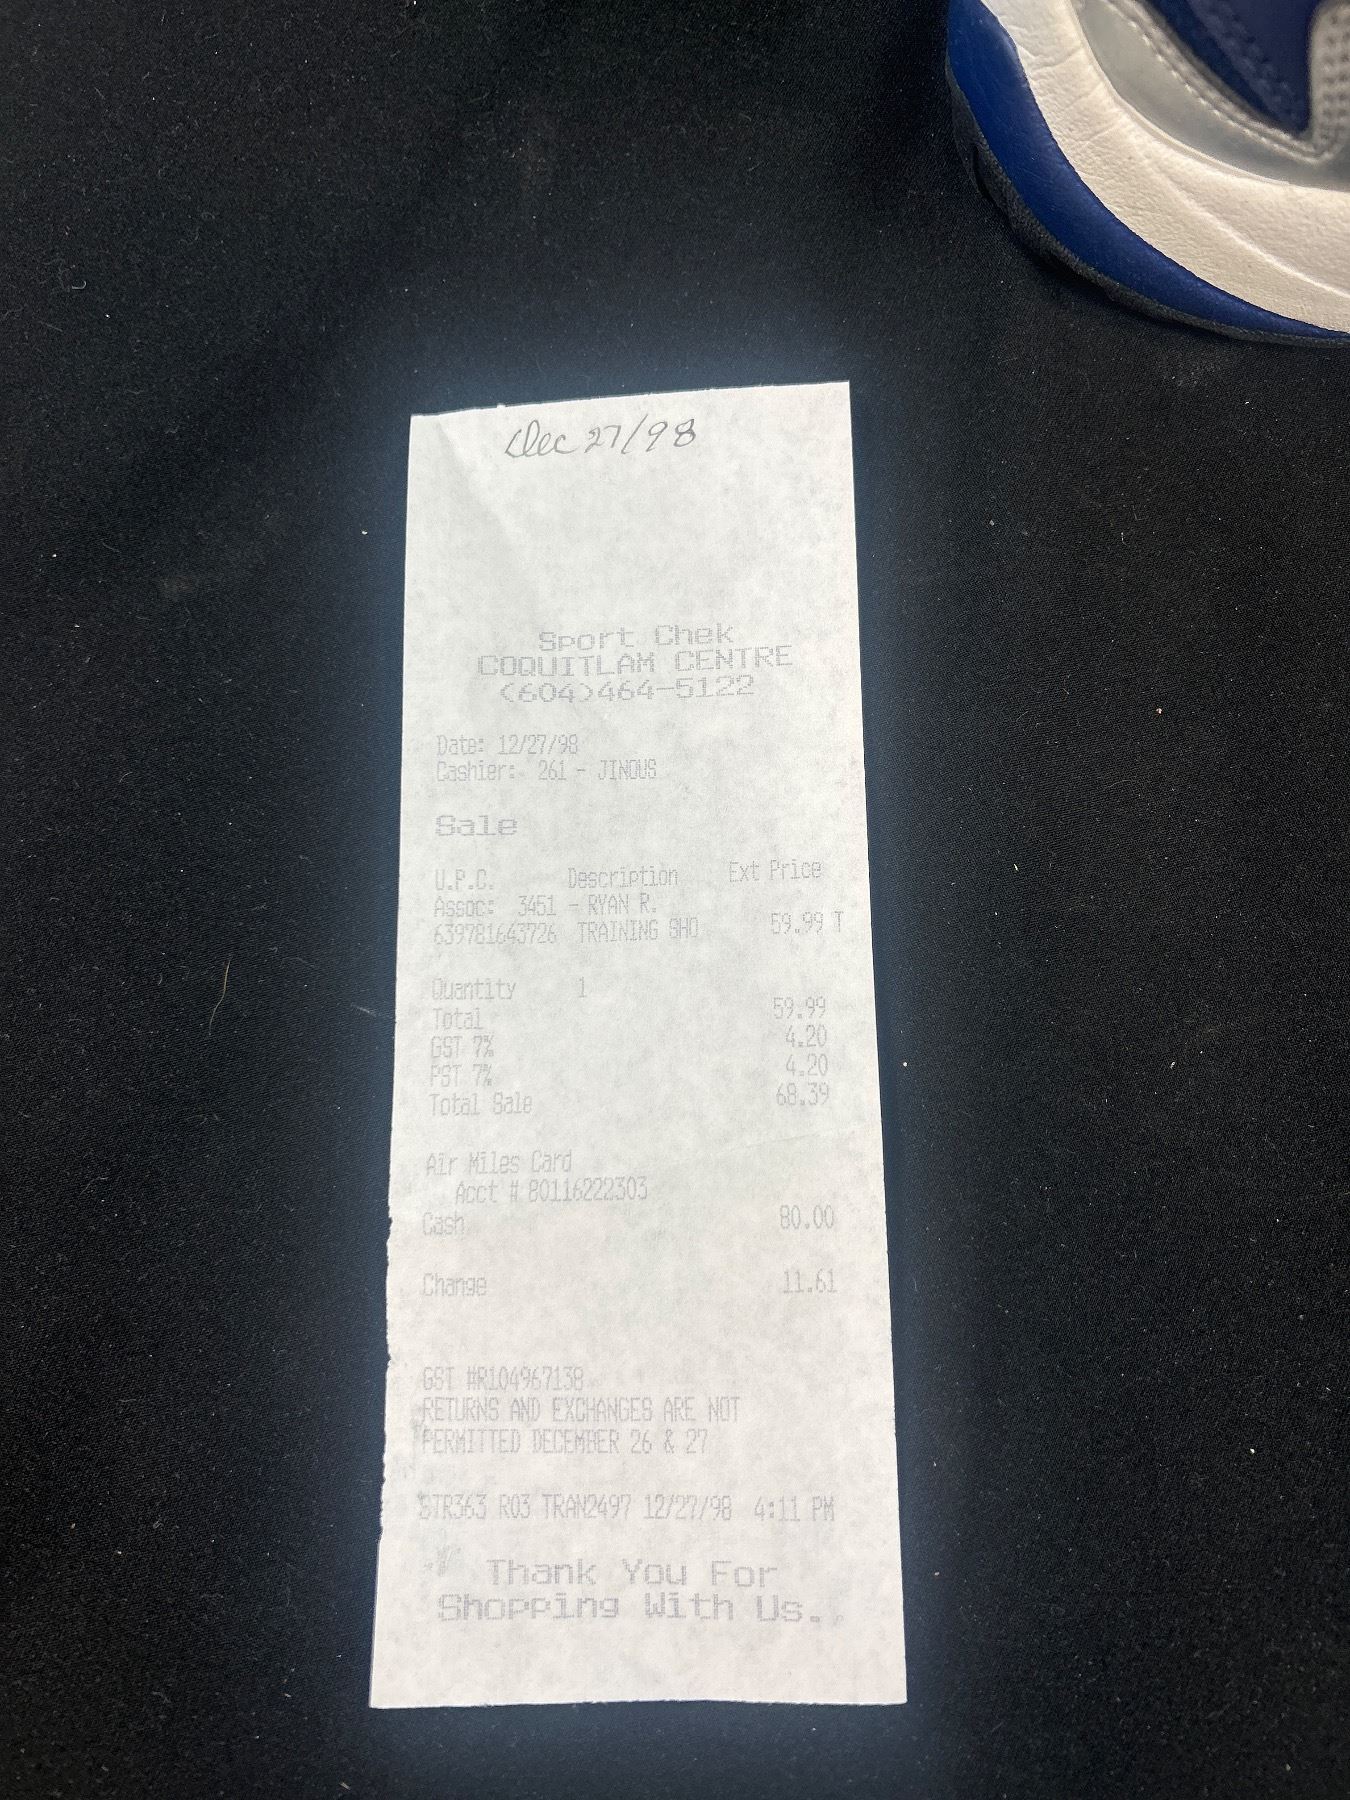 Dec 27/98
Sport Chek
COQUITLAM CENTRE
(604)464-5122
Date: 12/27/98
Cashier: 261 - JINOUS
Sale
U.P.C. Description Ext Price
Assoc: 3451 - RYAN R.
639781643726 TRAINING SHO 59.99 T
Quantity 1
Total 59.99
GST 7% 4.20
PST 7% 4.20
Total Sale 68.39
Air Miles Card
Acct # 80116222303
Cash 80.00
Change 11.61
GST #R104967138
RETURNS AND EXCHANGES ARE NOT
PERMITTED DECEMBER 26 & 27
STR363 R03 TRAN2497 12/27/98 4:11 PM
Thank You For
Shopping With Us..